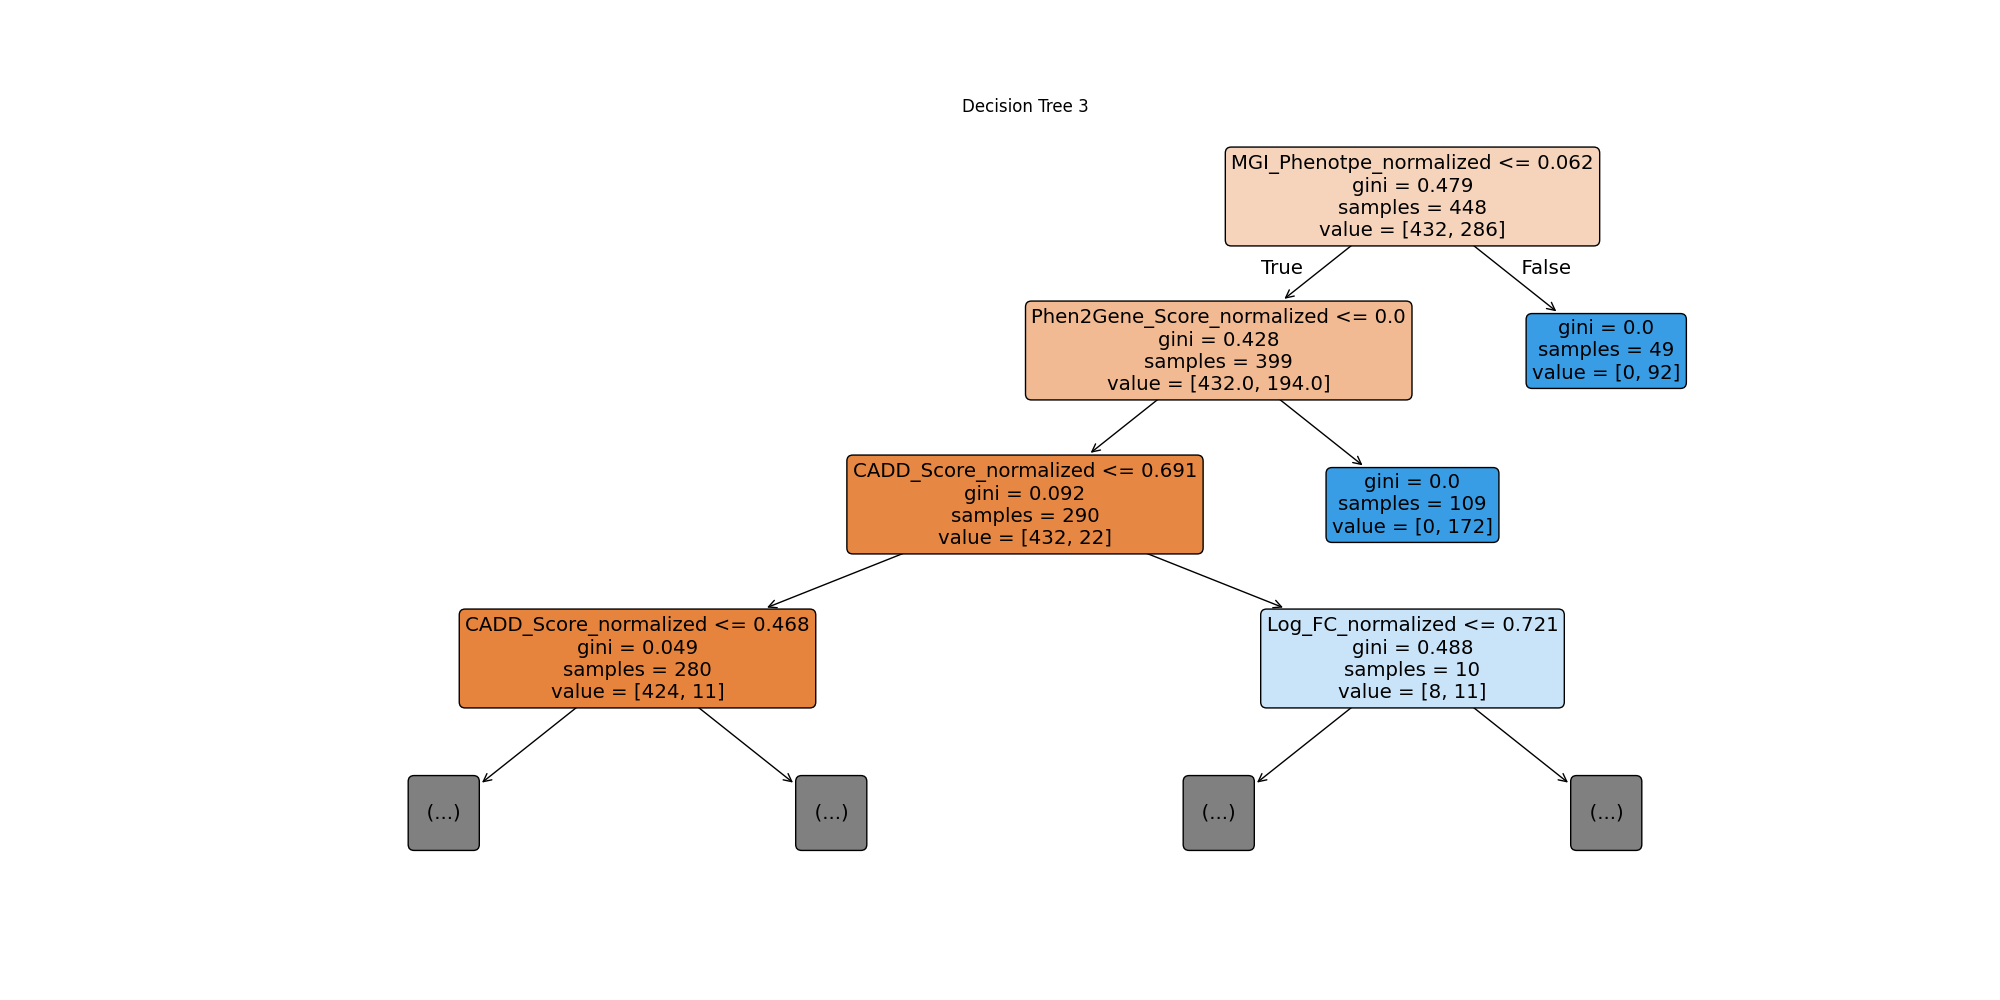 Decision Tree 3
MGI_Phenotpe_normalized <= 0.062
gini = 0.479
samples = 448
value = [432, 286]
True
False
Phen2Gene_Score_normalized <= 0.0
gini = 0.428
samples = 399
value = [432.0, 194.0]
gini = 0.0
samples = 49
value = [0, 92]
CADD_Score_normalized <= 0.691
gini = 0.092
samples = 290
value = [432, 22]
gini = 0.0
samples = 109
value = [0, 172]
CADD_Score_normalized <= 0.468
gini = 0.049
samples = 280
value = [424, 11]
Log_FC_normalized <= 0.721
gini = 0.488
samples = 10
value = [8, 11]
(...)
(...)
(...)
(...)